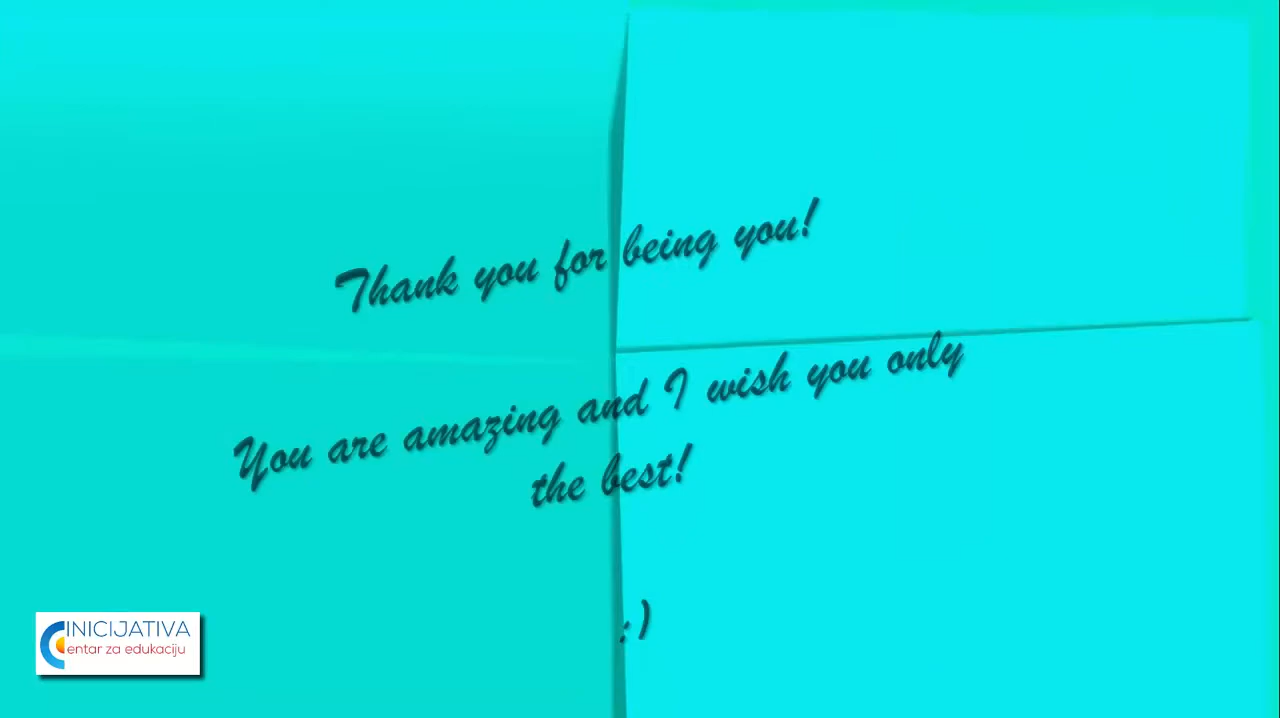 Thank you for being you!
You are amazing and I wish you only
the best!
:)
INICIJATIVA
Centar za edukaciju